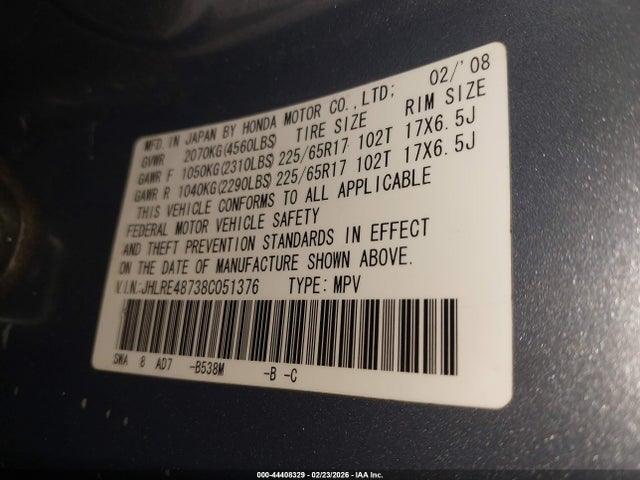 MFD. IN JAPAN BY HONDA MOTOR CO., LTD; 02/'08
GVWR 2070KG(4560LBS) TIRE SIZE RIM SIZE
GAWR F 1050KG(2310LBS) 225/65R17 102T 17X6.5J
GAWR R 1040KG(2290LBS) 225/65R17 102T 17X6.5J
THIS VEHICLE CONFORMS TO ALL APPLICABLE
FEDERAL MOTOR VEHICLE SAFETY
AND THEFT PREVENTION STANDARDS IN EFFECT
ON THE DATE OF MANUFACTURE SHOWN ABOVE.
V.I.N.:JHLRE48738C051376 TYPE: MPV
SWA 8 AD7 -B538M -B -C
000-44408329 - 02/23/2026 - IAA Inc.